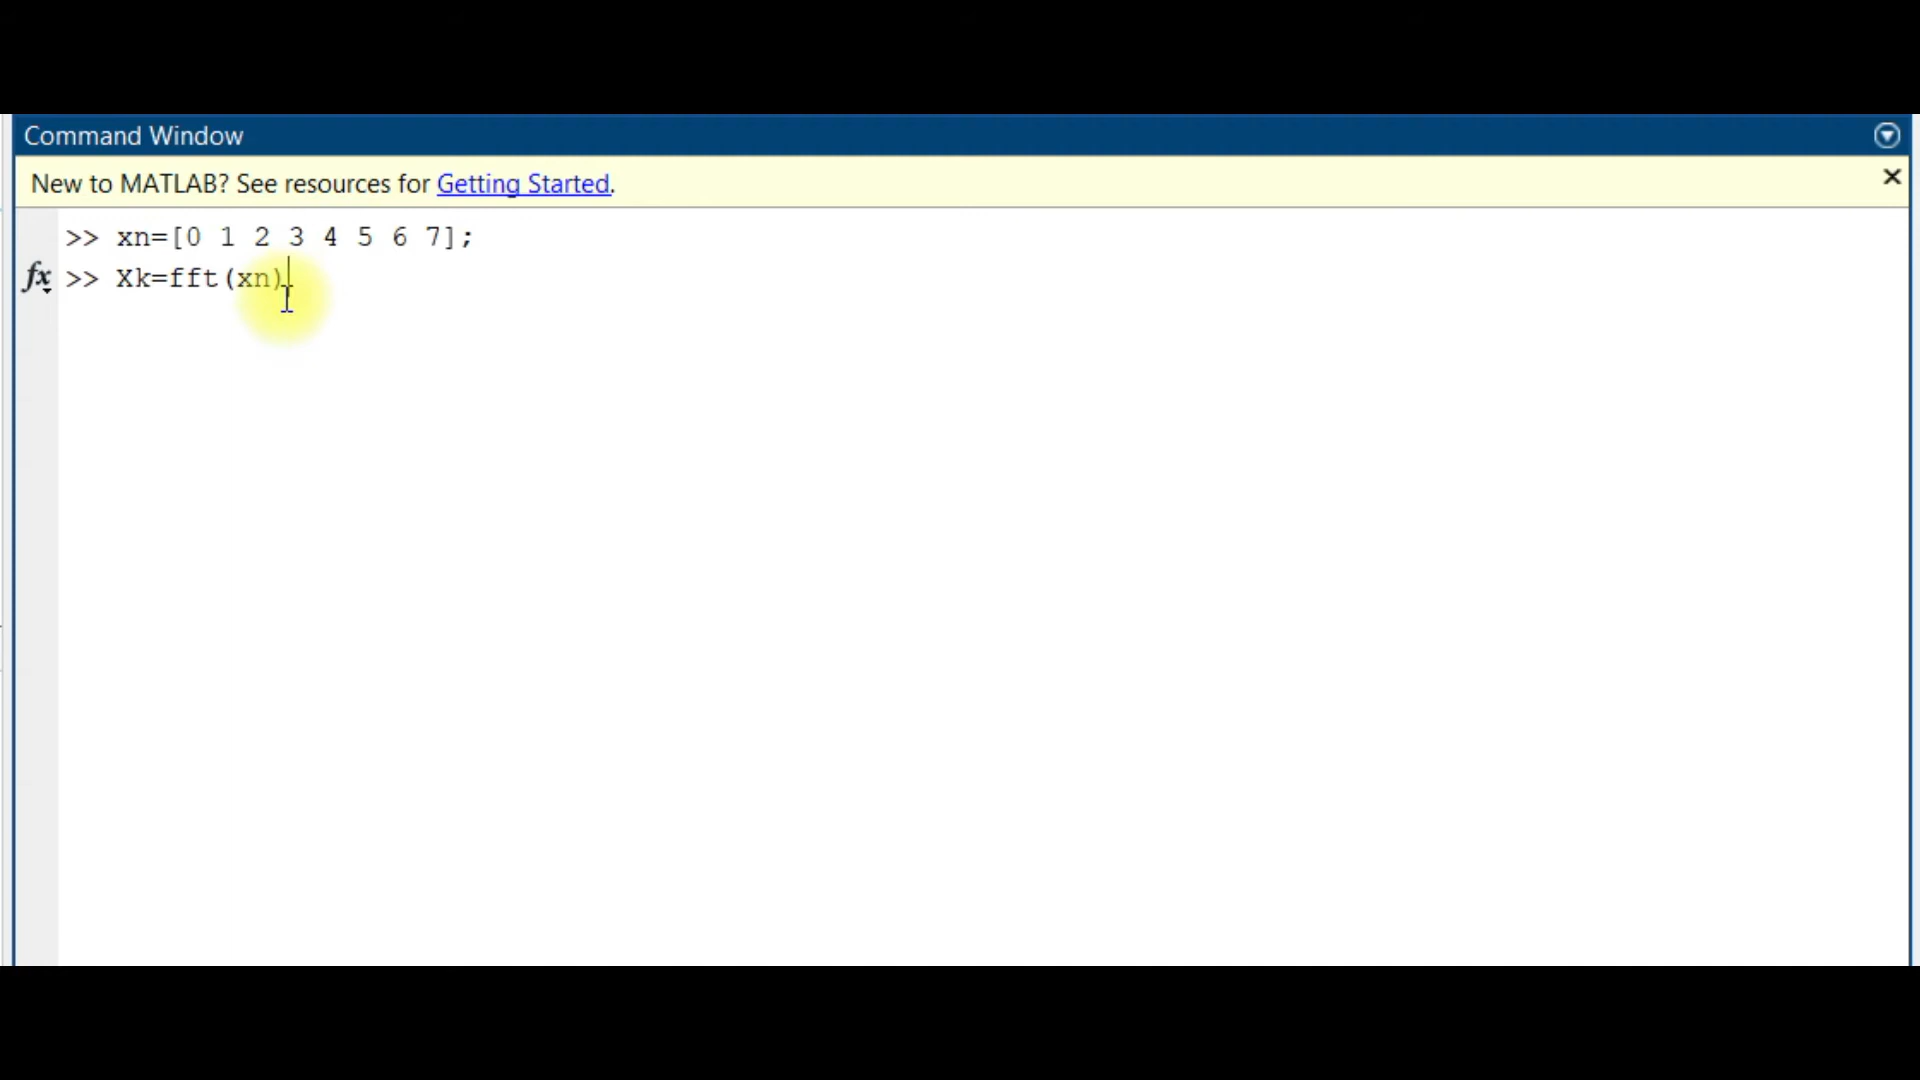 Command Window
New to MATLAB? See resources for Getting Started.
>> xn=[0 1 2 3 4 5 6 7];
fx >> Xk=fft(xn)